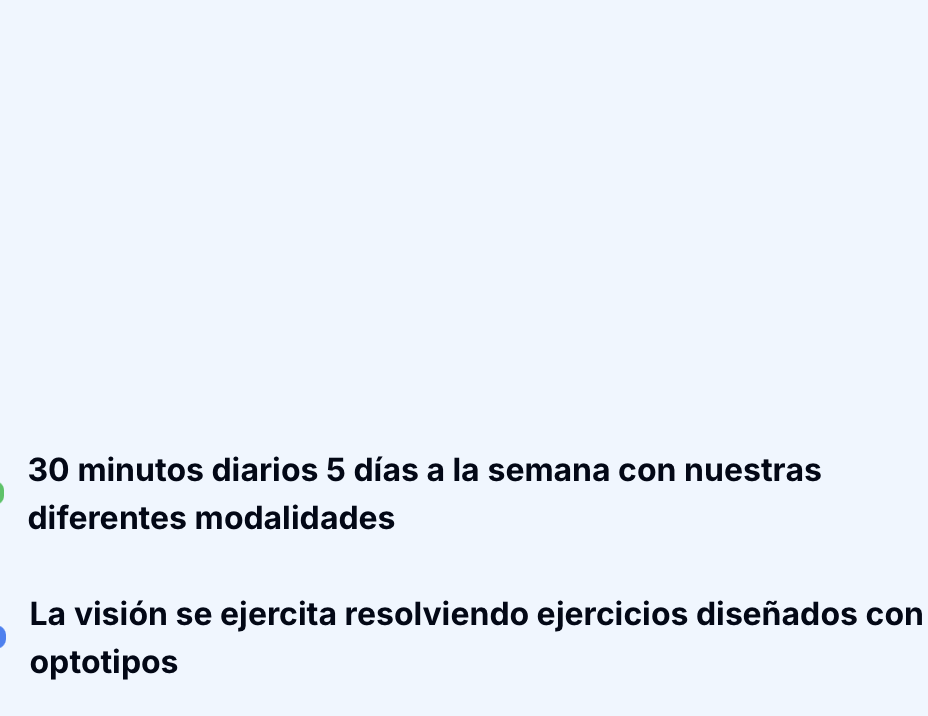 30 minutos diarios 5 días a la semana con nuestras
diferentes modalidades
La visión se ejercita resolviendo ejercicios diseñados con
optotipos